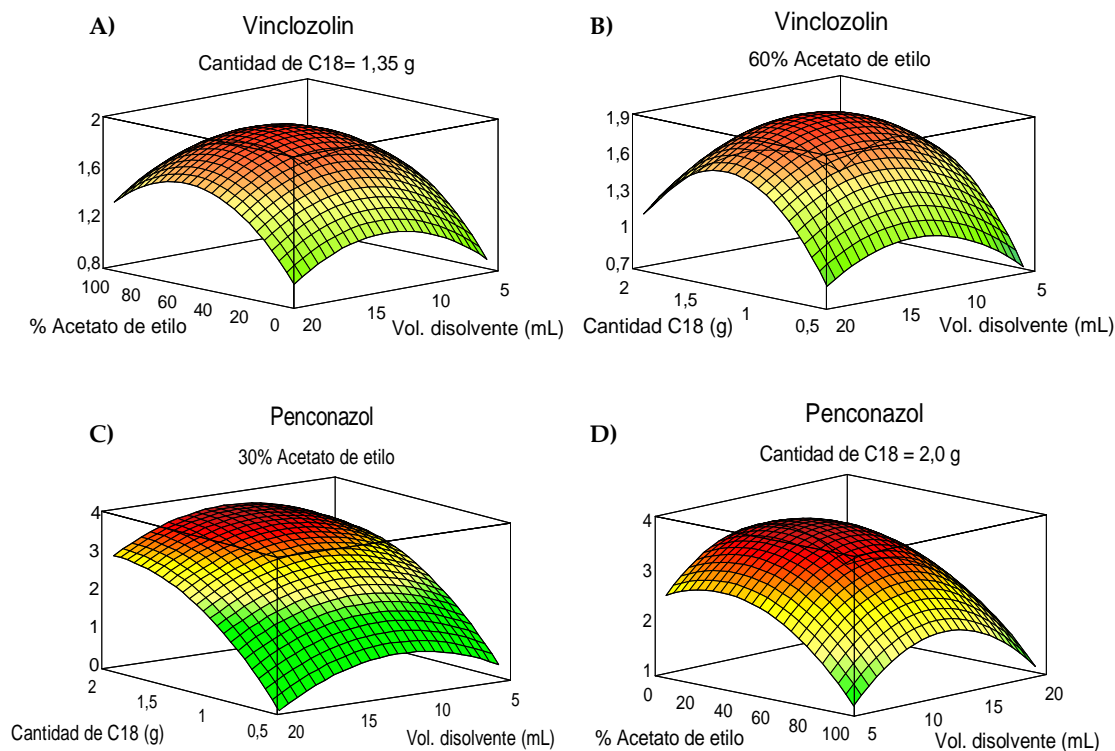 A)
Vinclozolin
Cantidad de C18= 1,35 g
2
1,6
1,2
0,8
100 80 60 40 20 0
20 15 10 5
% Acetato de etilo
Vol. disolvente (mL)
B)
Vinclozolin
60% Acetato de etilo
1,9
1,6
1,3
1
0,7
2 1,5 1 0,5
20 15 10 5
Cantidad C18 (g)
Vol. disolvente (mL)
C)
Penconazol
30% Acetato de etilo
4
3
2
1
0
2 1,5 1 0,5
20 15 10 5
Cantidad de C18 (g)
Vol. disolvente (mL)
D)
Penconazol
Cantidad de C18 = 2,0 g
4
3
2
1
0 20 40 60 80 100
5 10 15 20
% Acetato de etilo
Vol. disolvente (mL)